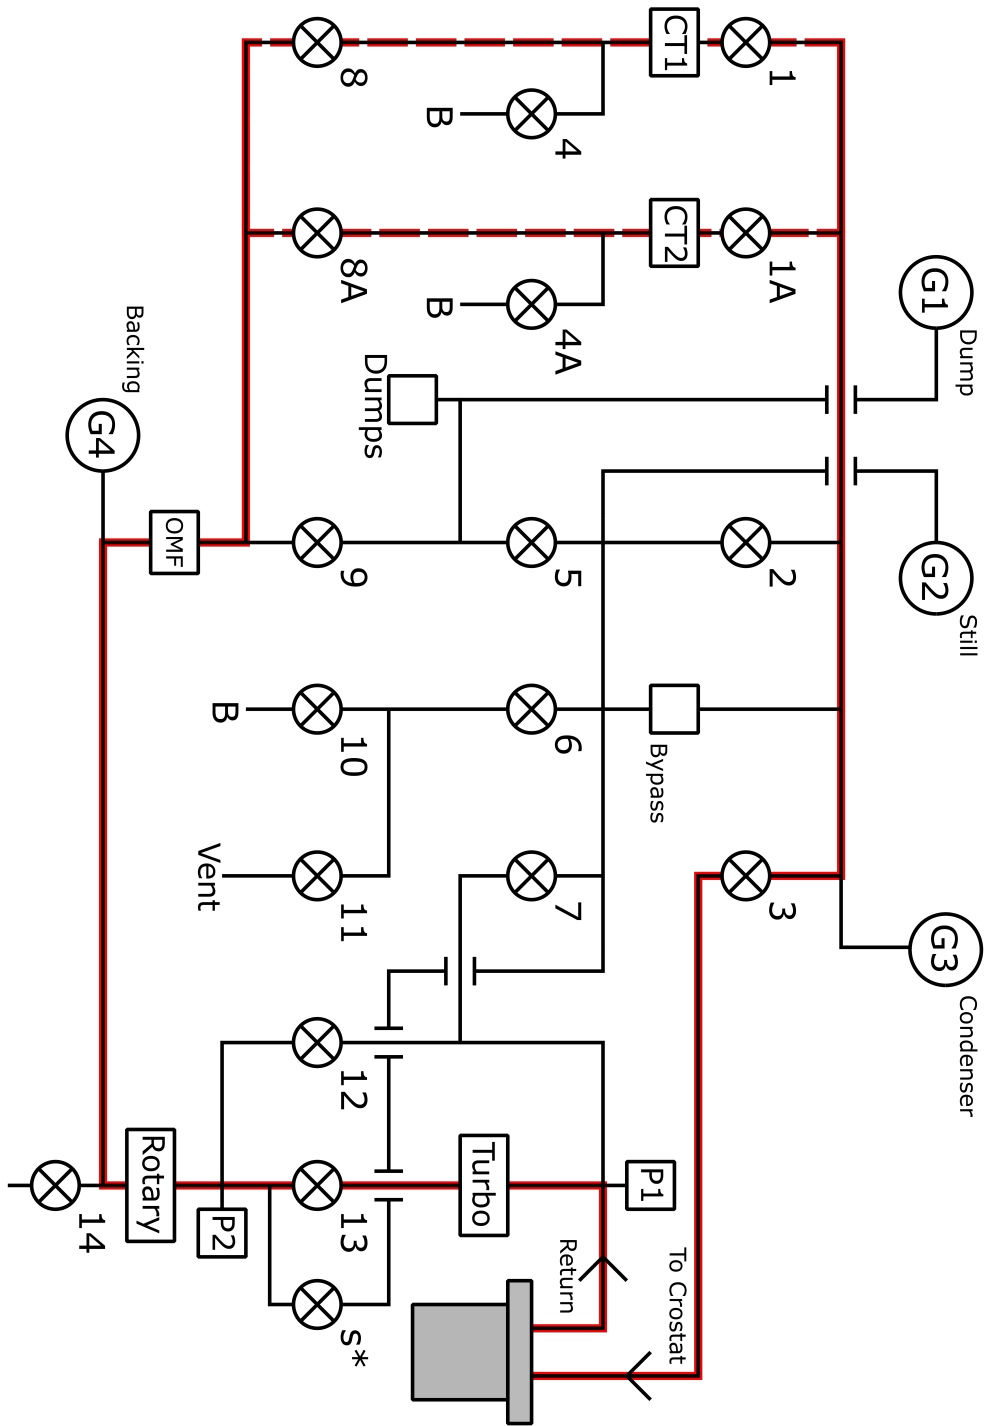 G1
Dump
G2
Still
G3
Condenser
1
CT1
4
B
8
1A
CT2
4A
B
8A
Dumps
2
5
9
OMF
G4
Backing
Bypass
6
10
B
3
7
11
Vent
12
P1
Turbo
13
P2
Rotary
14
s*
To Crostat
Return